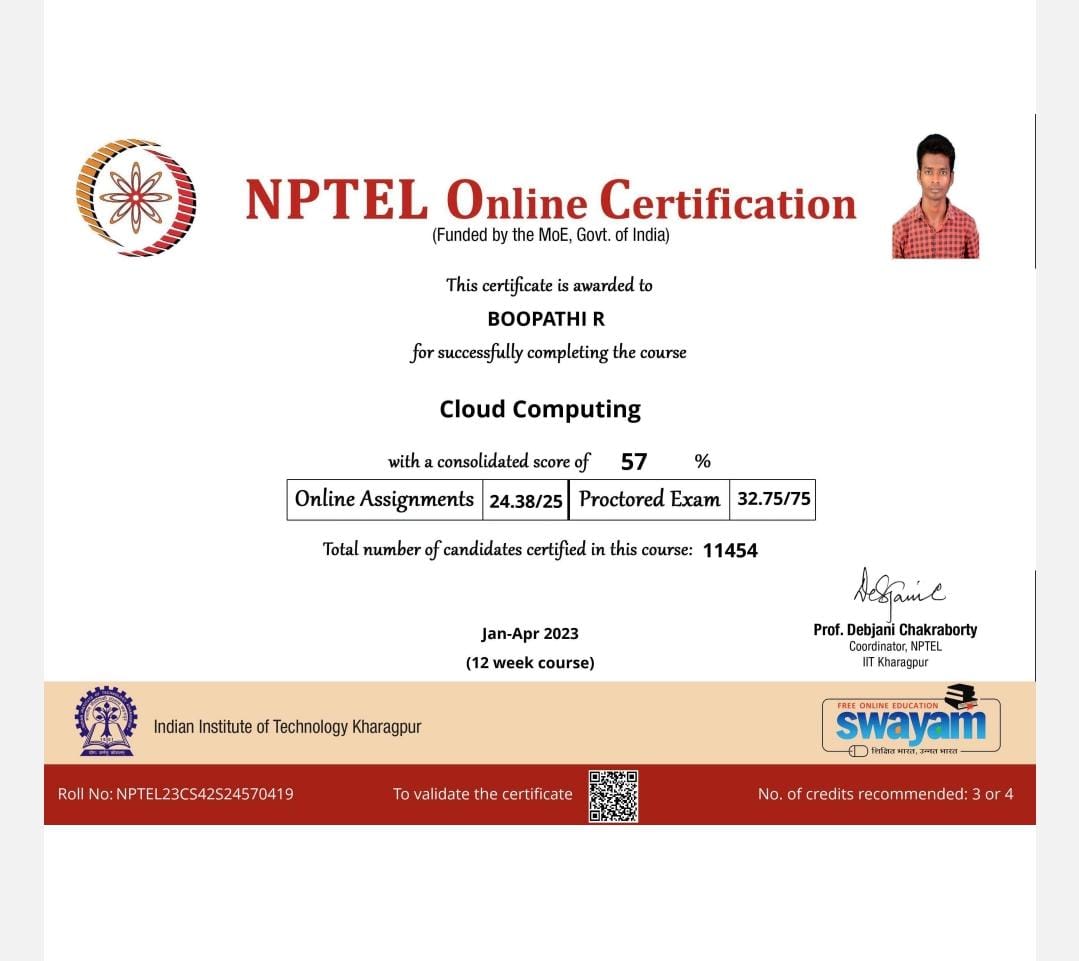 NPTEL Online Certification
(Funded by the MoE, Govt. of India)
This certificate is awarded to
BOOPATHI R
for successfully completing the course
Cloud Computing
with a consolidated score of 57 %
Online Assignments 24.38/25 Proctored Exam 32.75/75
Total number of candidates certified in this course: 11454
Jan-Apr 2023
(12 week course)
Prof. Debjani Chakraborty
Coordinator, NPTEL
IIT Kharagpur
Indian Institute of Technology Kharagpur
FREE ONLINE EDUCATION
swayam
शिक्षित भारत, उन्नत भारत
Roll No: NPTEL23CS42S24570419 To validate the certificate No. of credits recommended: 3 or 4